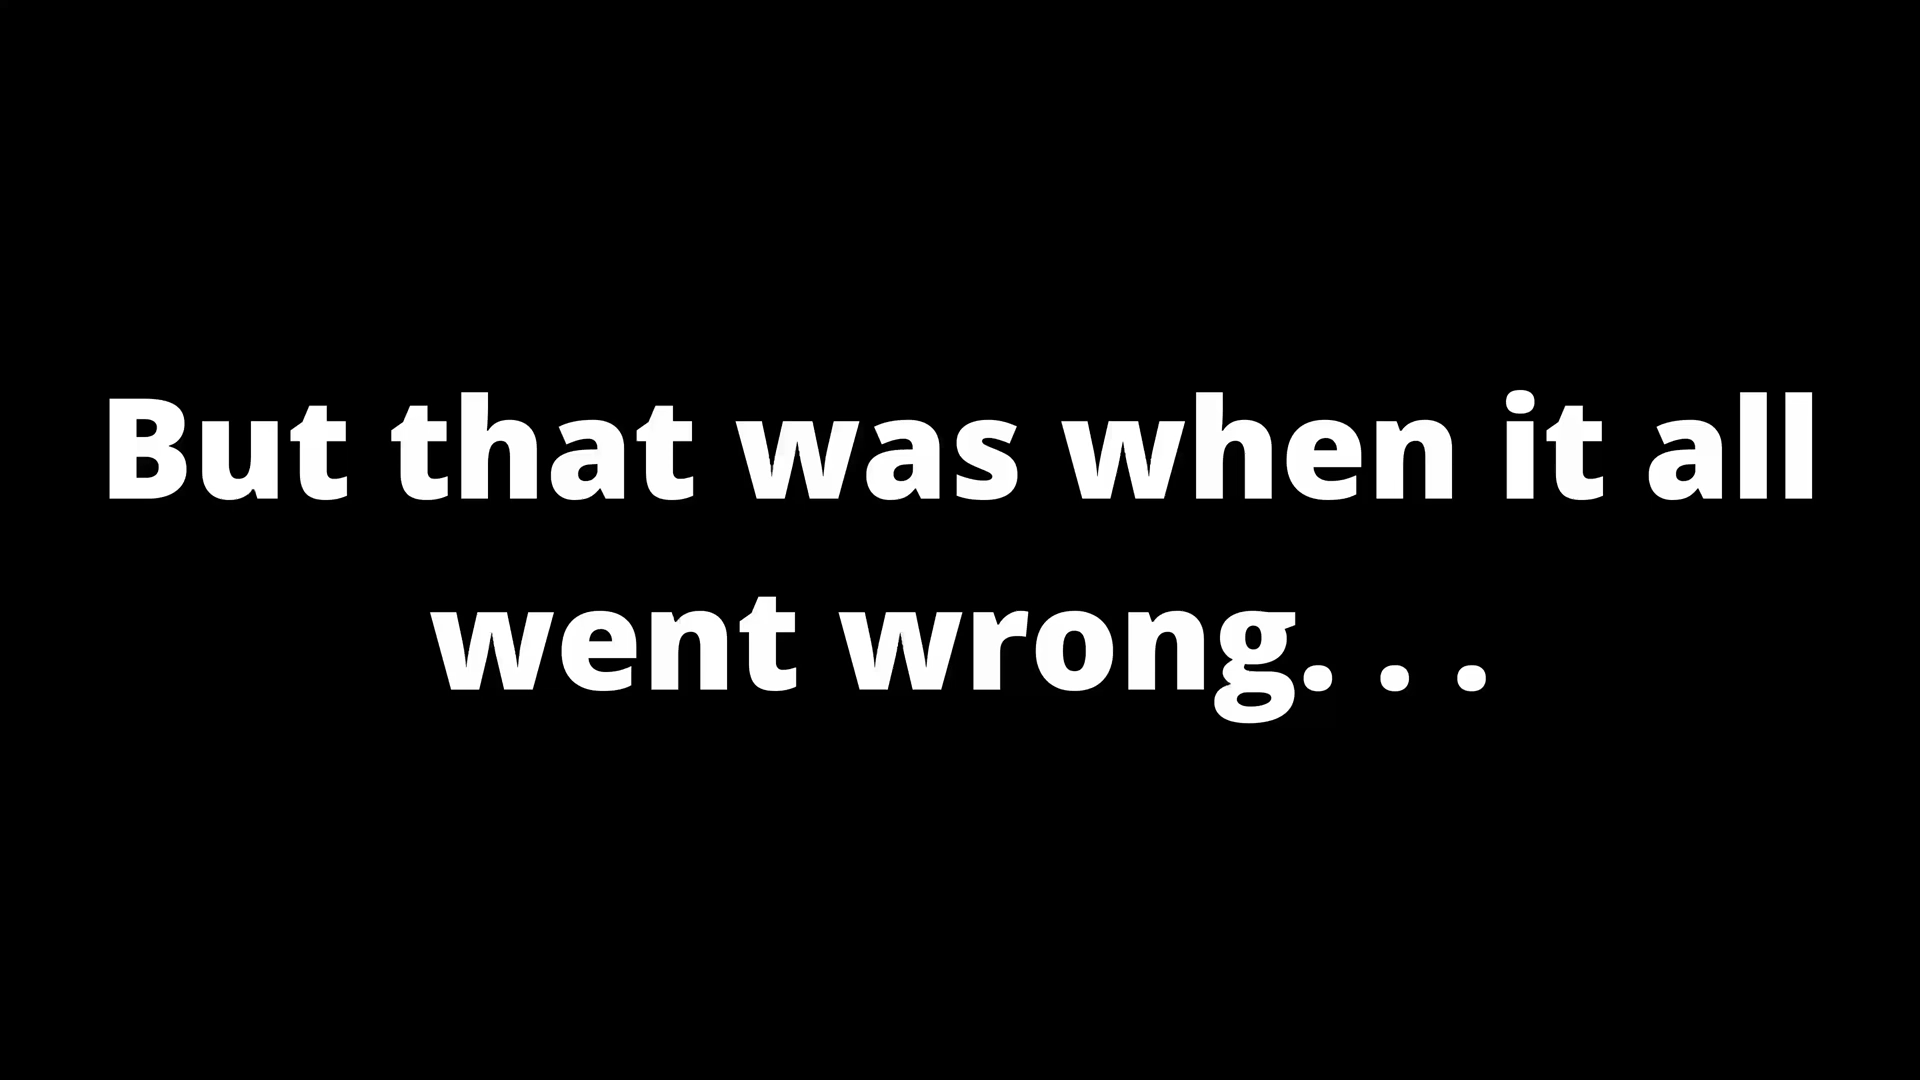 But that was when it all
went wrong. . .